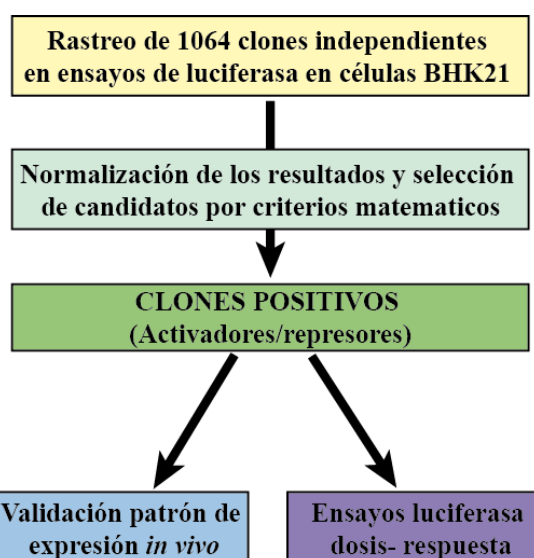 Rastreo de 1064 clones independientes
en ensayos de luciferasa en células BHK21
Normalización de los resultados y selección
de candidatos por criterios matematicos
CLONES POSITIVOS
(Activadores/represores)
Validación patrón de
expresión in vivo
Ensayos luciferasa
dosis- respuesta